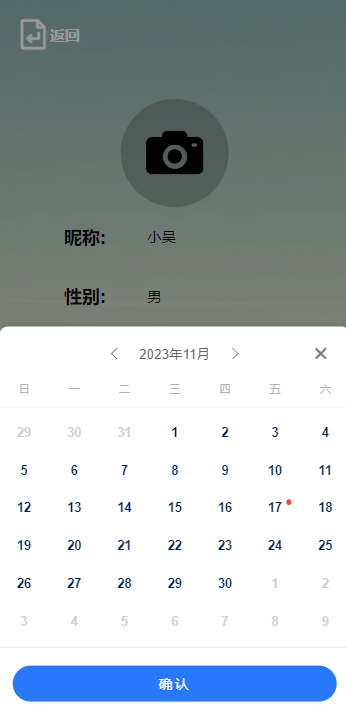 返回
昵称: 小吴
性别: 男
2023年11月
日 一 二 三 四 五 六
29 30 31 1 2 3 4
5 6 7 8 9 10 11
12 13 14 15 16 17 18
19 20 21 22 23 24 25
26 27 28 29 30 1 2
3 4 5 6 7 8 9
确认